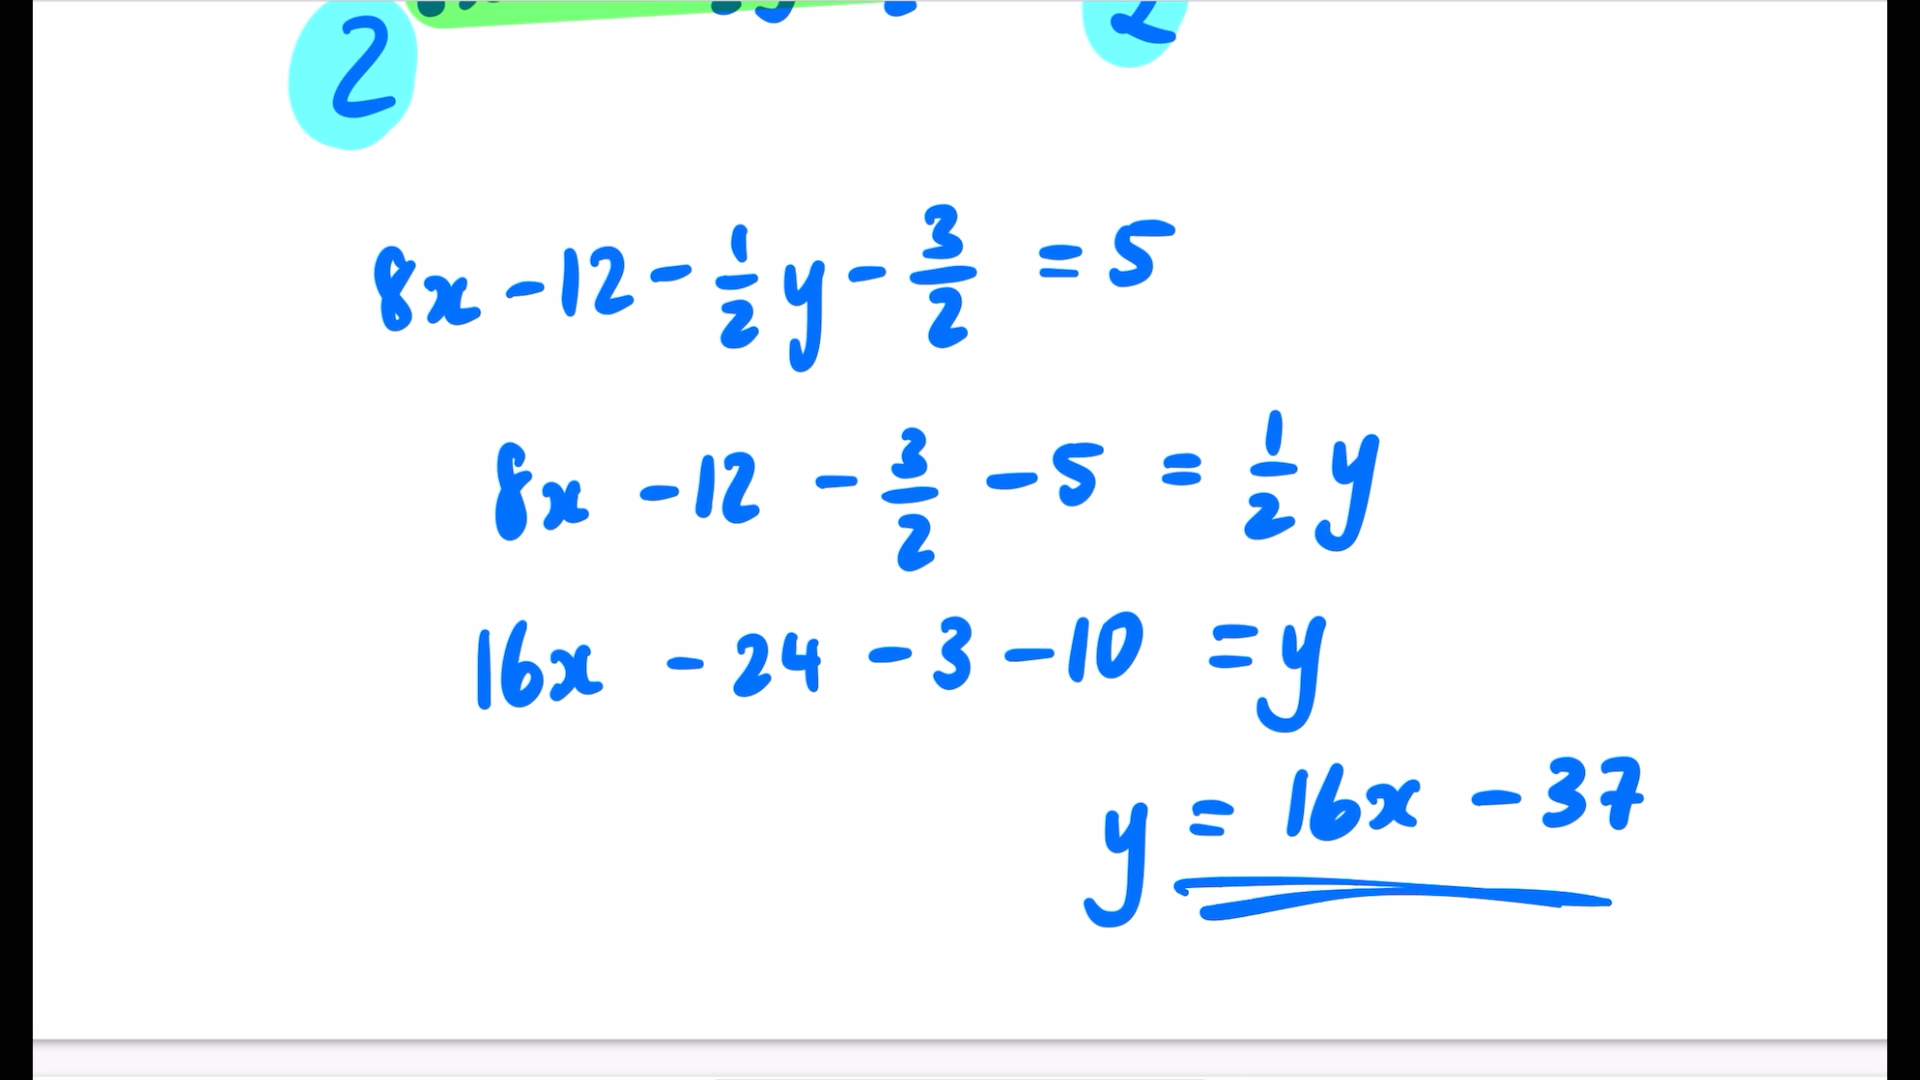 2
8x - 12 - 1/2 y - 3/2 = 5
8x - 12 - 3/2 - 5 = 1/2 y
16x - 24 - 3 - 10 = y
y = 16x - 37